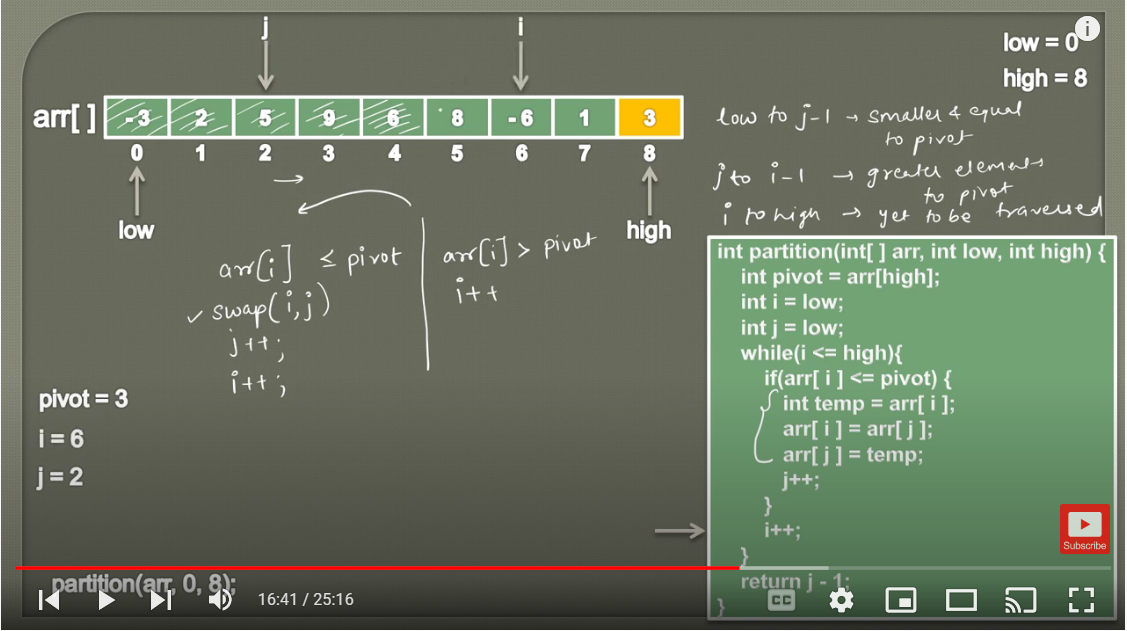 j i
low = 0
high = 8
arr[ ] -3 2 5 9 6 8 -6 1 3
0 1 2 3 4 5 6 7 8
low high
low to j-1 → smaller & equal
to pivot
j to i-1 → greater elements
to pivot
i to high → yet to be traversed
arr[i] ≤ pivot
✓ swap(i,j)
j++;
i++;
arr[i] > pivot
i++
pivot = 3
i = 6
j = 2
int partition(int[ ] arr, int low, int high) {
int pivot = arr[high];
int i = low;
int j = low;
while(i <= high){
if(arr[ i ] <= pivot) {
int temp = arr[ i ];
arr[ i ] = arr[ j ];
arr[ j ] = temp;
j++;
}
i++;
}
return j - 1;
}
Subscribe
partition(arr, 0, 8);
16:41 / 25:16
CC